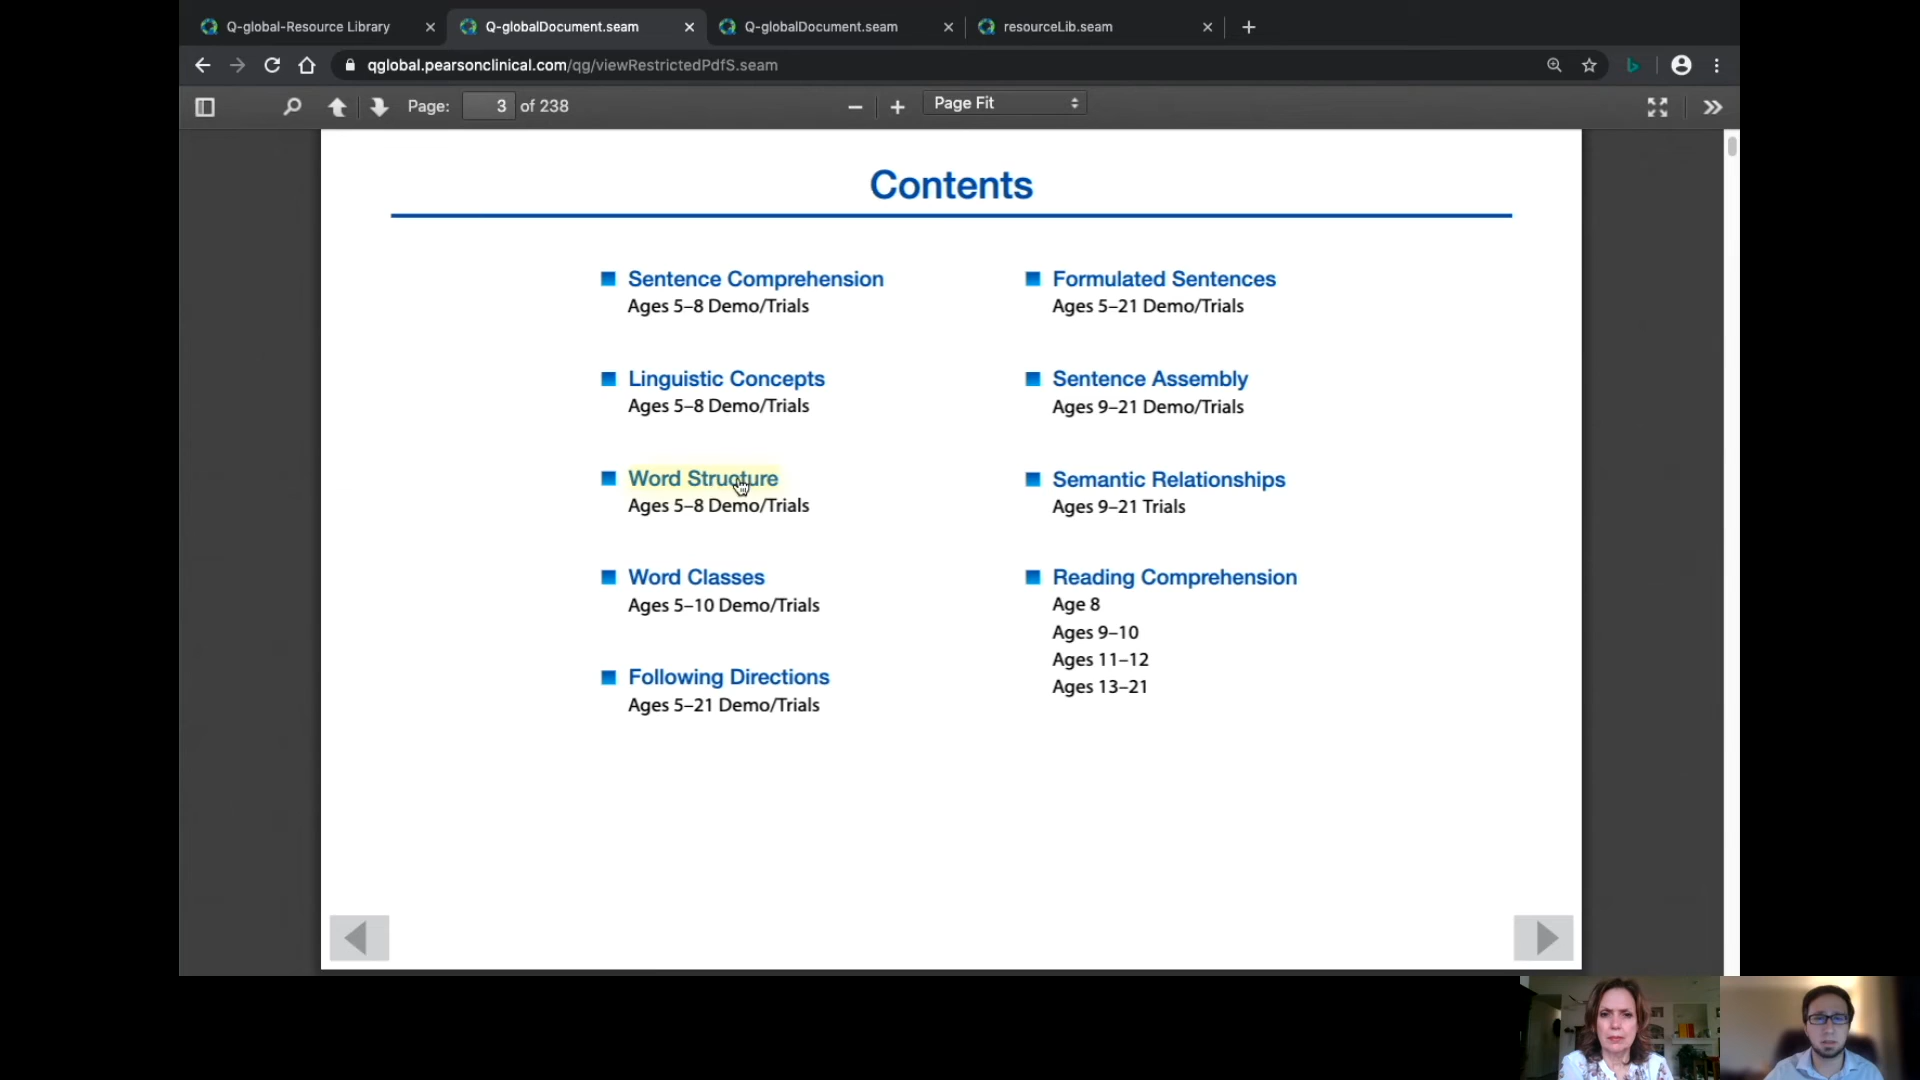 Q-global-Resource Library
Q-globalDocument.seam
Q-globalDocument.seam
resourceLib.seam
qglobal.pearsonclinical.com/qg/viewRestrictedPdfS.seam
Page: 3 of 238
Page Fit
Contents
Sentence Comprehension
Ages 5–8 Demo/Trials
Linguistic Concepts
Ages 5–8 Demo/Trials
Word Structure
Ages 5–8 Demo/Trials
Word Classes
Ages 5–10 Demo/Trials
Following Directions
Ages 5–21 Demo/Trials
Formulated Sentences
Ages 5–21 Demo/Trials
Sentence Assembly
Ages 9–21 Demo/Trials
Semantic Relationships
Ages 9–21 Trials
Reading Comprehension
Age 8
Ages 9–10
Ages 11–12
Ages 13–21